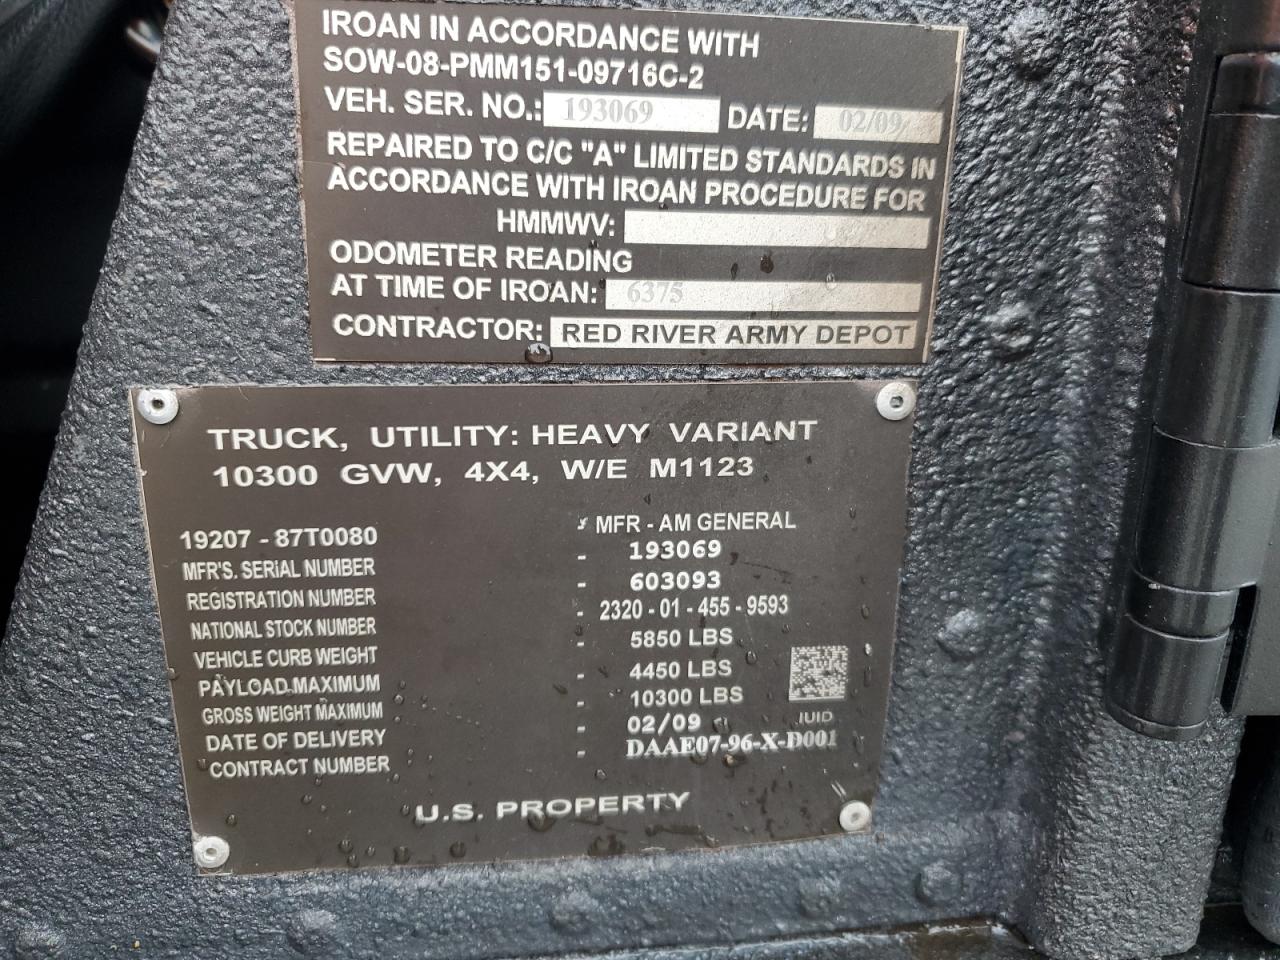 IROAN IN ACCORDANCE WITH
SOW-08-PMM151-09716C-2
VEH. SER. NO.: 193069 DATE: 02/09
REPAIRED TO C/C "A" LIMITED STANDARDS IN
ACCORDANCE WITH IROAN PROCEDURE FOR
HMMWV:
ODOMETER READING
AT TIME OF IROAN: 6375
CONTRACTOR: RED RIVER ARMY DEPOT
TRUCK, UTILITY: HEAVY VARIANT
10300 GVW, 4X4, W/E M1123
19207 - 87T0080 MFR - AM GENERAL
MFR'S. SERIAL NUMBER - 193069
REGISTRATION NUMBER - 603093
NATIONAL STOCK NUMBER - 2320 - 01 - 455 - 9593
VEHICLE CURB WEIGHT - 5850 LBS
PAYLOAD MAXIMUM - 4450 LBS
GROSS WEIGHT MAXIMUM - 10300 LBS
DATE OF DELIVERY - 02/09 IUID
CONTRACT NUMBER - DAAE07-96-X-D001
U.S. PROPERTY